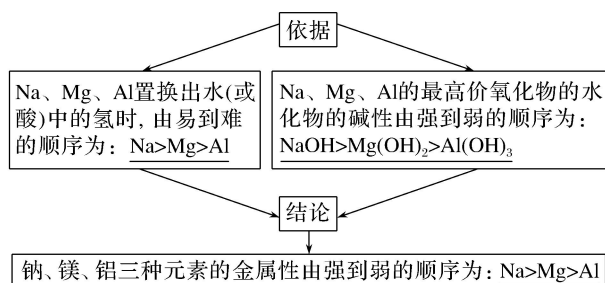 依据
Na、Mg、Al置换出水(或
酸)中的氢时, 由易到难
的顺序为: Na>Mg>Al
Na、Mg、Al的最高价氧化物的水
化物的碱性由强到弱的顺序为:
NaOH>Mg(OH)₂>Al(OH)₃
结论
钠、镁、铝三种元素的金属性由强到弱的顺序为: Na>Mg>Al